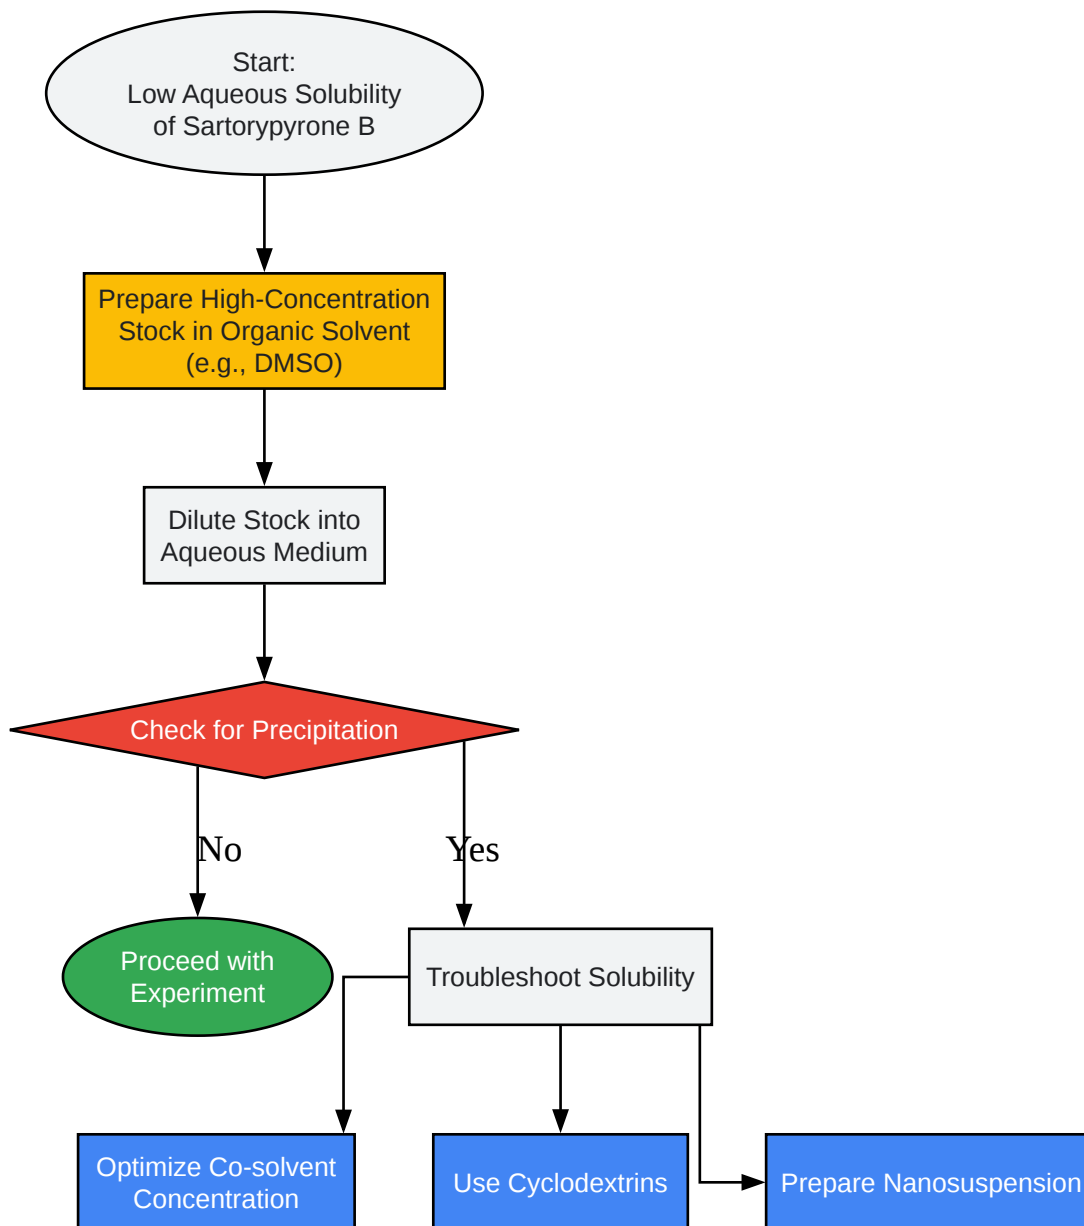 Start:
Low Aqueous Solubility
of Sartorypyrone B
Prepare High-Concentration
Stock in Organic Solvent
(e.g., DMSO)
Dilute Stock into
Aqueous Medium
Check for Precipitation
No
Yes
Proceed with
Experiment
Troubleshoot Solubility
Optimize Co-solvent
Concentration
Use Cyclodextrins
Prepare Nanosuspension